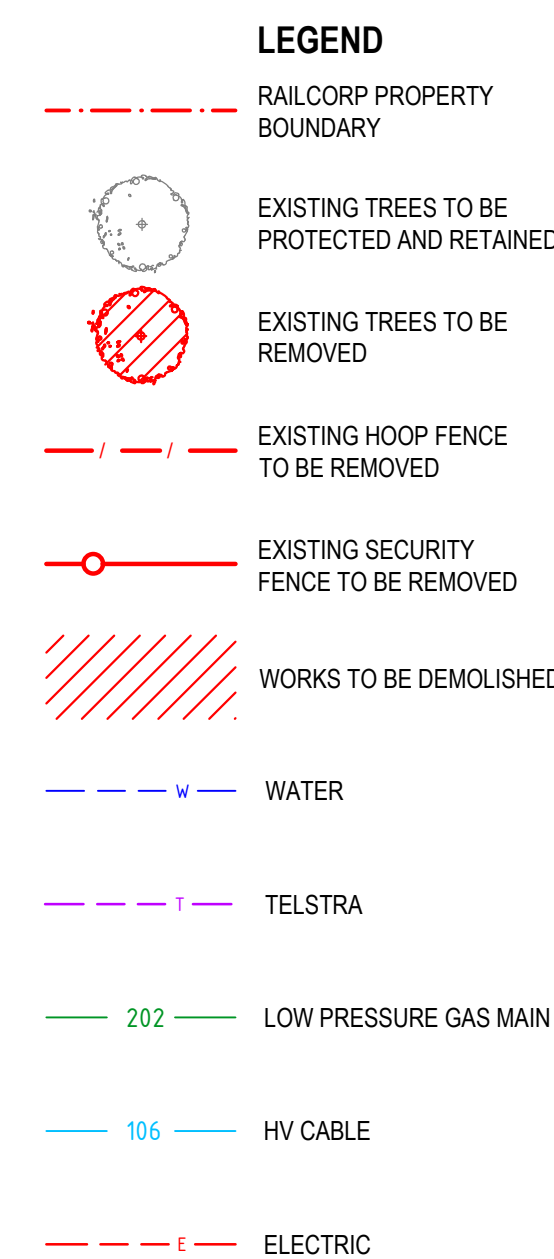 LEGEND
RAILCORP PROPERTY
BOUNDARY
EXISTING TREES TO BE
PROTECTED AND RETAINED
EXISTING TREES TO BE
REMOVED
/ / EXISTING HOOP FENCE
TO BE REMOVED
EXISTING SECURITY
FENCE TO BE REMOVED
WORKS TO BE DEMOLISHED
W WATER
T TELSTRA
202 LOW PRESSURE GAS MAIN
106 HV CABLE
E ELECTRIC